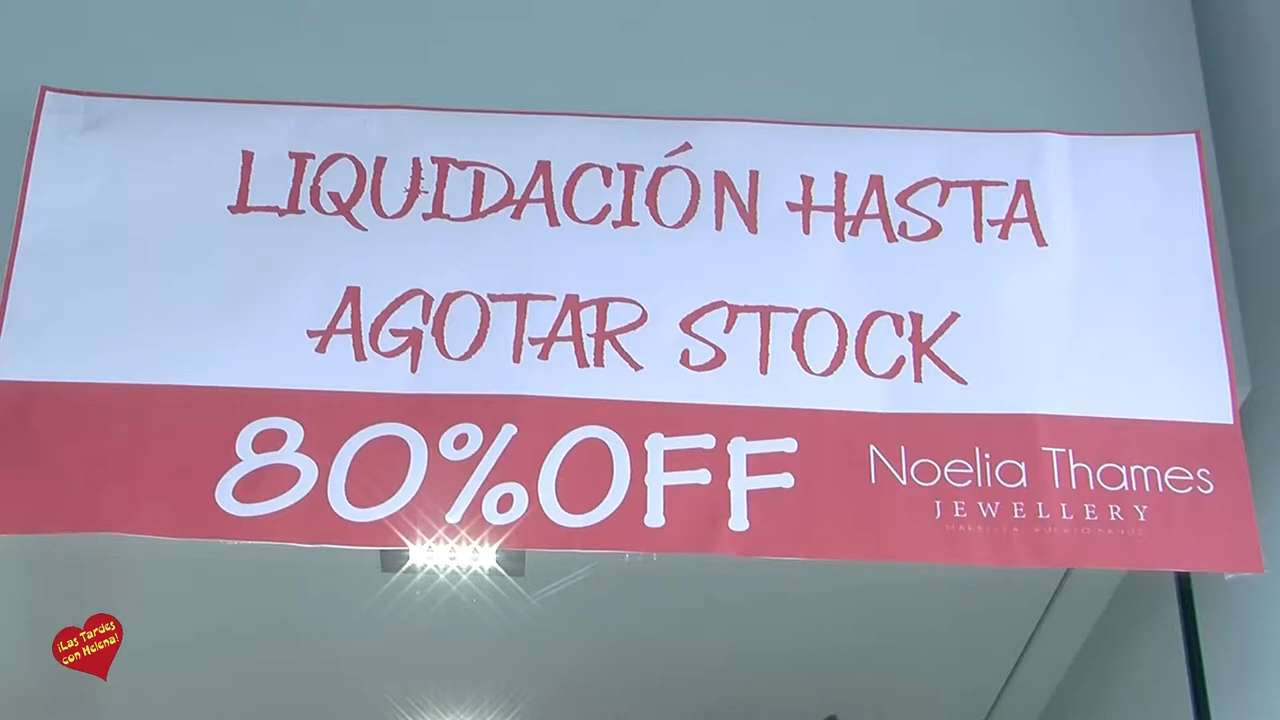 LIQUIDACIÓN HASTA
AGOTAR STOCK
80%OFF
Noelia Thames
JEWELLERY
¡Las Tardes
con Helena!